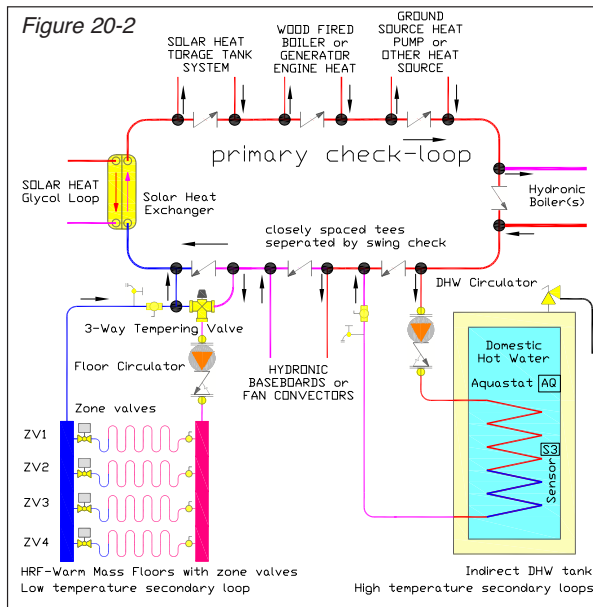 Figure 20-2
SOLAR HEAT
TORAGE TANK
SYSTEM
WOOD FIRED
BOILER or
GENERATOR
ENGINE HEAT
GROUND
SOURCE HEAT
PUMP or
OTHER HEAT
SOURCE
primary check-loop
SOLAR HEAT
Glycol Loop
Solar Heat
Exchanger
Hydronic
Boiler(s)
closely spaced tees
seperated by swing check
DHW Circulator
3-Way Tempering Valve
Floor Circulator
HYDRONIC
BASEBOARDS or
FAN CONVECTORS
Domestic
Hot Water
Aquastat AQ
S3
Sensor
Zone valves
ZV1
ZV2
ZV3
ZV4
HRF-Warm Mass Floors with zone valves
Low temperature secondary loop
Indirect DHW tank
High temperature secondary loops